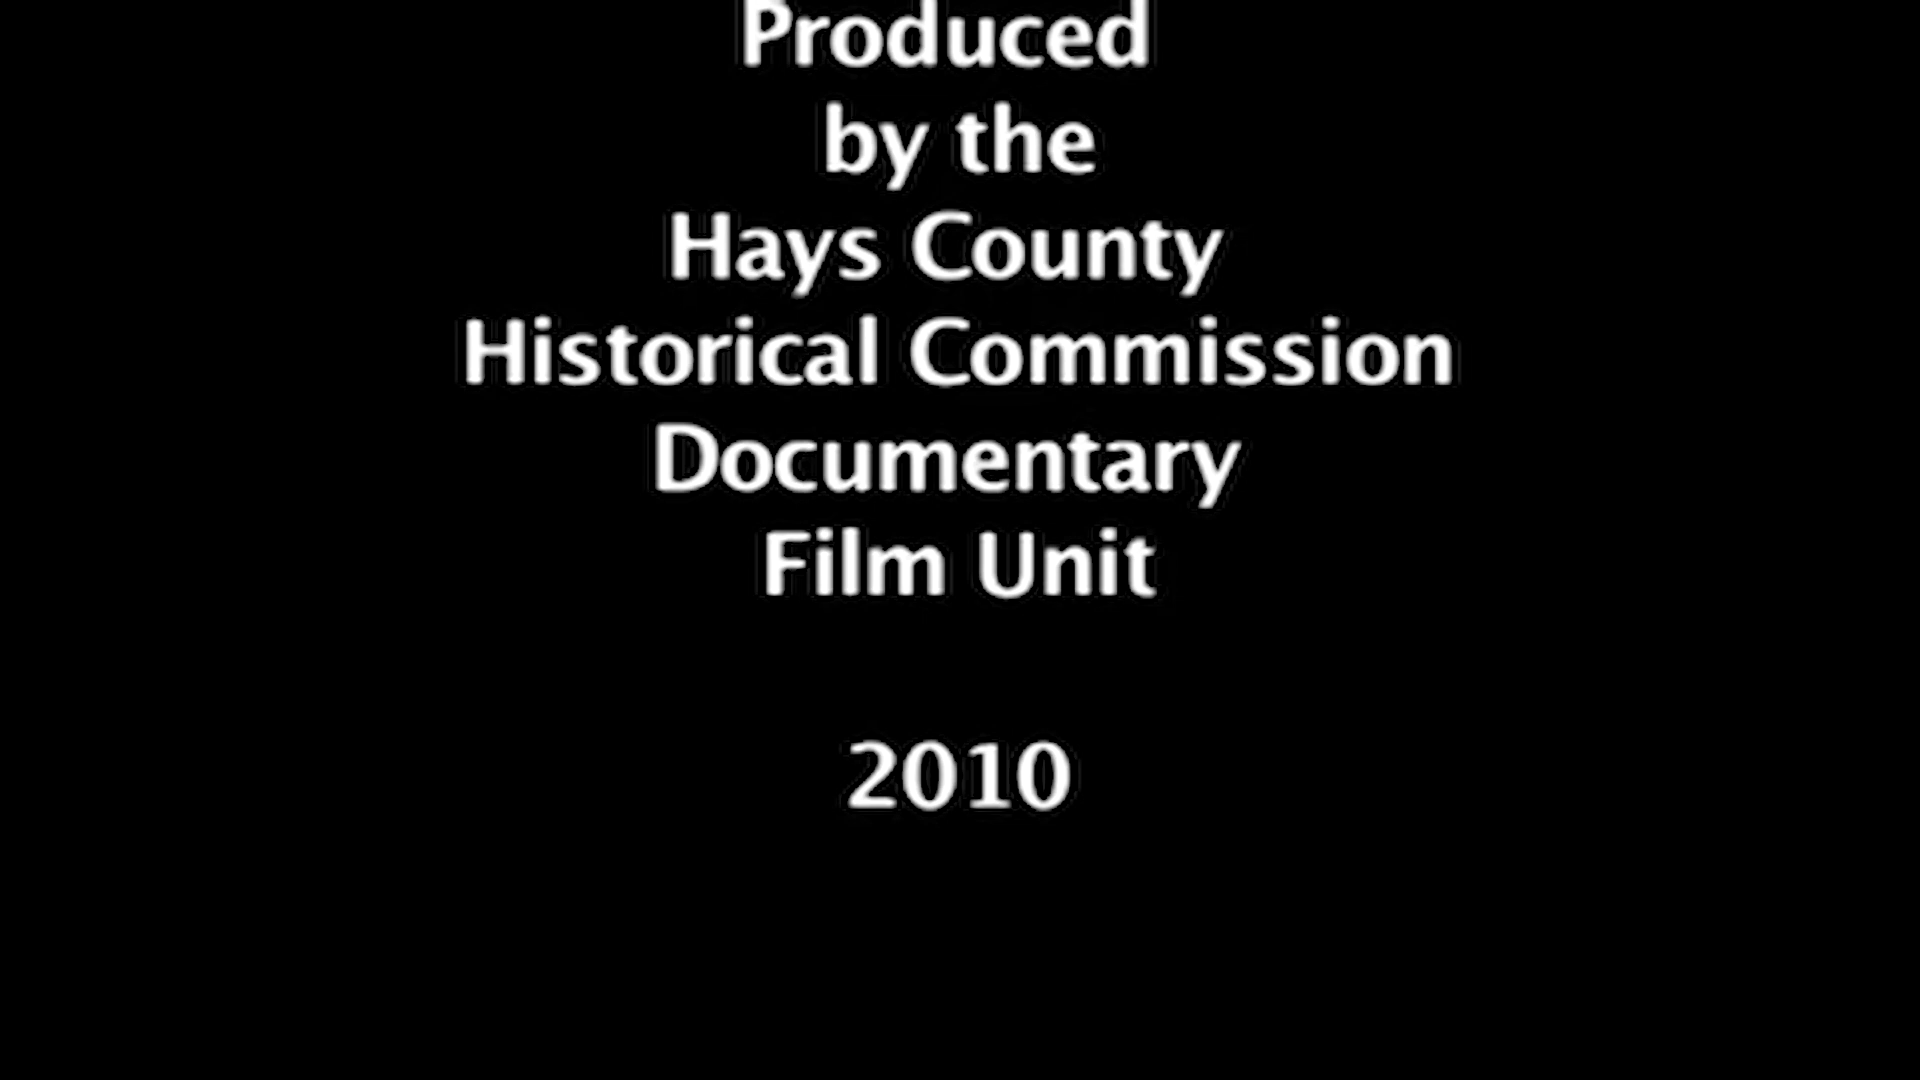 Produced
by the
Hays County
Historical Commission
Documentary
Film Unit
2010